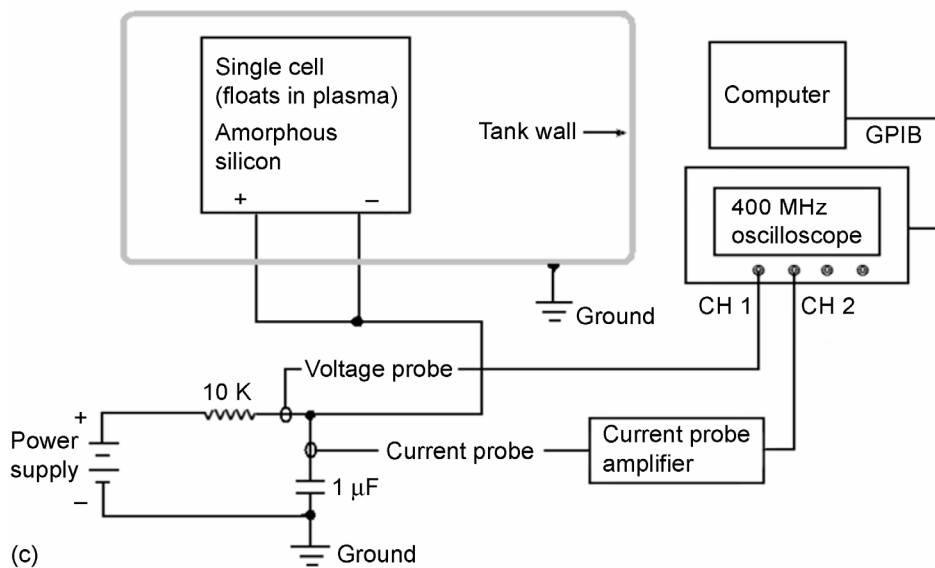 Single cell
(floats in plasma)
Amorphous
silicon
+ –
Tank wall
Computer
GPIB
400 MHz
oscilloscope
CH 1 CH 2
Ground
Voltage probe
10 K
+
Power
supply
–
Current probe
Current probe
amplifier
1 μF
Ground
(c)